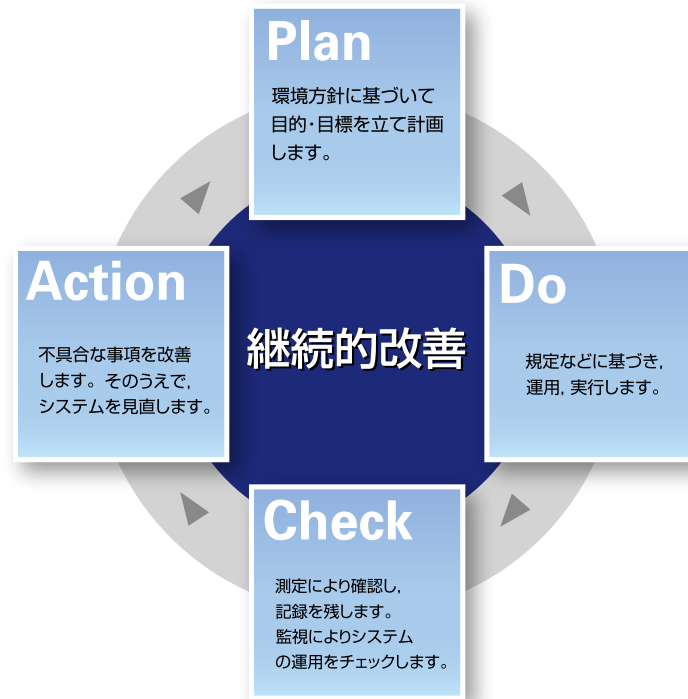 Plan
環境方針に基づいて
目的・目標を立て計画
します。
Action
不具合な事項を改善
します。そのうえで,
システムを見直します。
継続的改善
Do
規定などに基づき,
運用, 実行します。
Check
測定により確認し,
記録を残します。
監視によりシステム
の運用をチェックします。